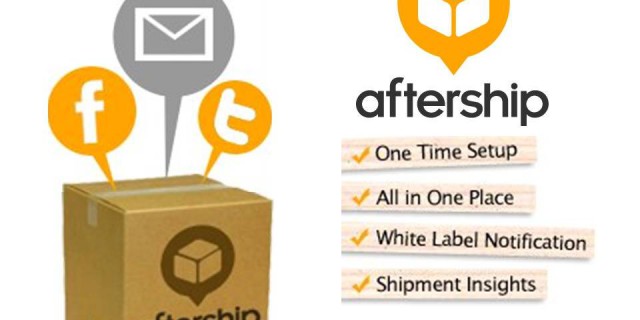 f
t
aftership
aftership
One Time Setup
All in One Place
White Label Notification
Shipment Insights